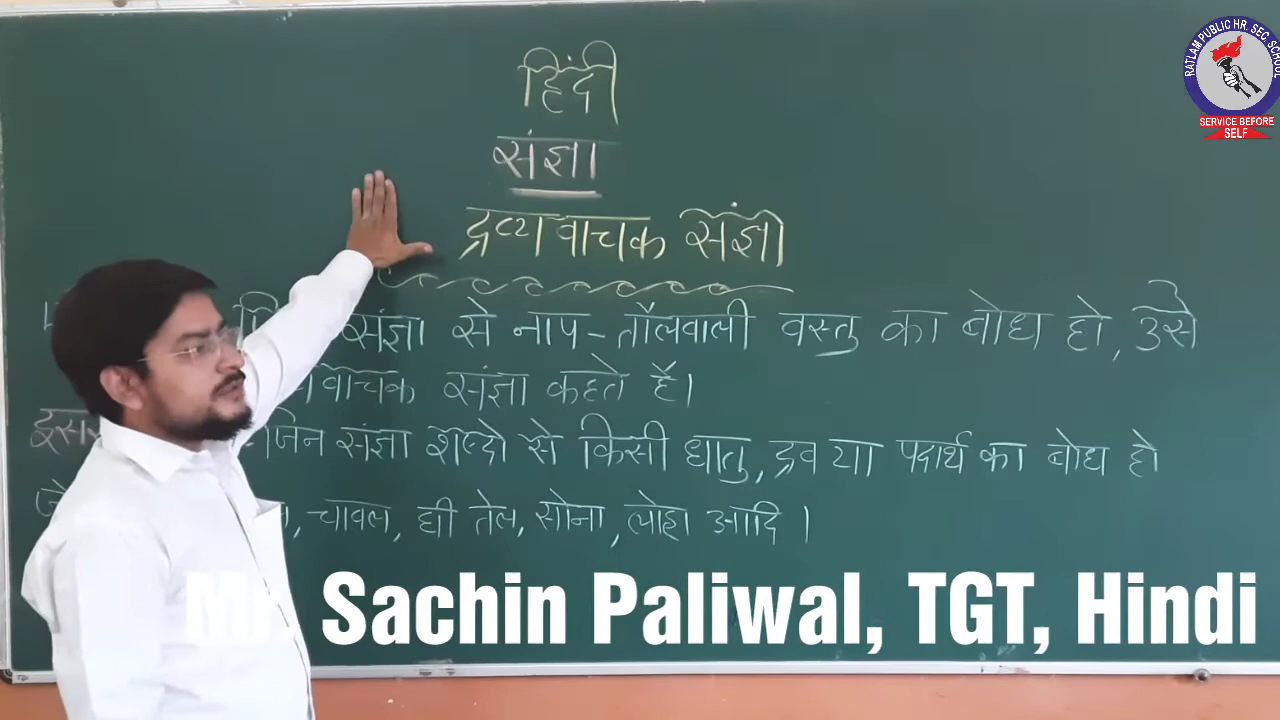 हिंदी
संज्ञा
द्रव्यवाचक संज्ञा
संज्ञा से नाप-तौलवाली वस्तु का बोध हो, उसे
वाचक संज्ञा कहते हैं।
जिन संज्ञा शब्दो से किसी धातु, द्रव या पदार्थ का बोध हो
चावल, घी तेल, सोना, लोहा आदि।
Mr. Sachin Paliwal, TGT, Hindi
RATLAM PUBLIC HR. SEC. SCHOOL
SERVICE BEFORE
SELF